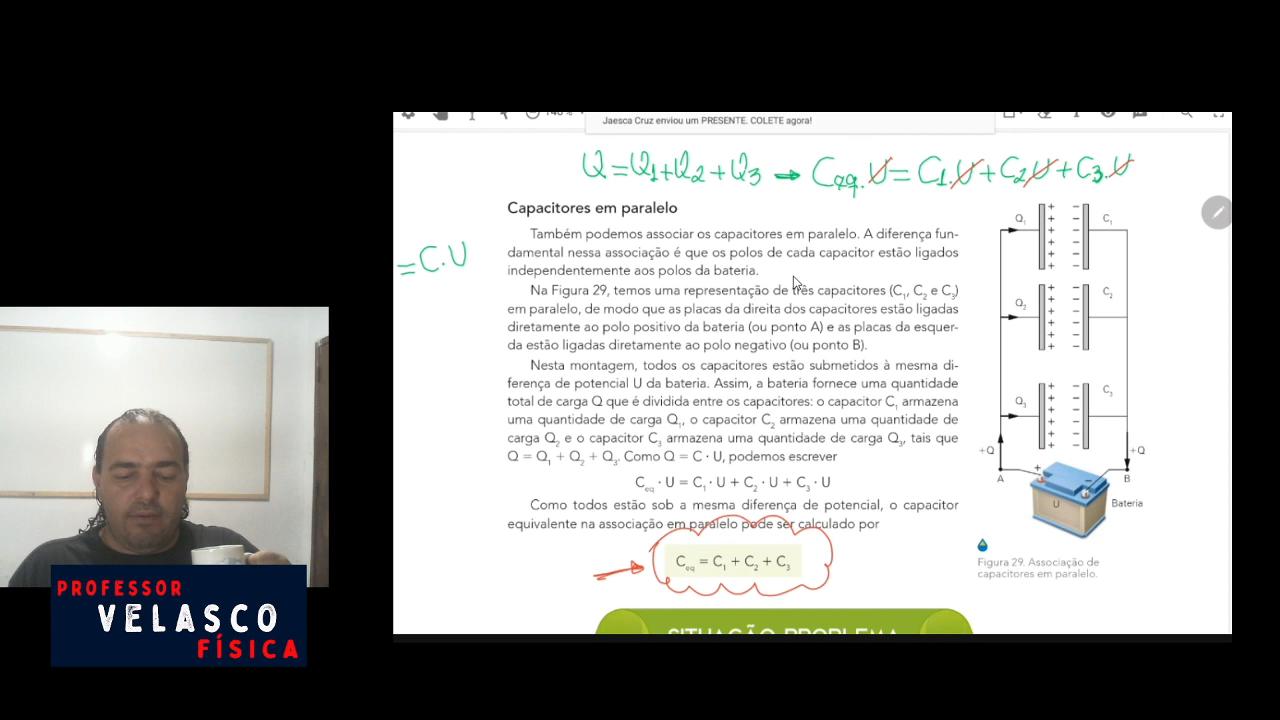 146%
Jaesca Cruz enviou um PRESENTE. COLETE agora!
Q = Q1 + Q2 + Q3 → Ceq. U = C1. U + C2 U + C3. U
= C. U
Capacitores em paralelo
Também podemos associar os capacitores em paralelo. A diferença fun-
damental nessa associação é que os polos de cada capacitor estão ligados
independentemente aos polos da bateria.
Na Figura 29, temos uma representação de três capacitores (C1, C2 e C3)
em paralelo, de modo que as placas da direita dos capacitores estão ligadas
diretamente ao polo positivo da bateria (ou ponto A) e as placas da esquer-
da estão ligadas diretamente ao polo negativo (ou ponto B).
Nesta montagem, todos os capacitores estão submetidos à mesma di-
ferença de potencial U da bateria. Assim, a bateria fornece uma quantidade
total de carga Q que é dividida entre os capacitores: o capacitor C1 armazena
uma quantidade de carga Q1, o capacitor C2 armazena uma quantidade de
carga Q2 e o capacitor C3 armazena uma quantidade de carga Q3, tais que
Q = Q1 + Q2 + Q3. Como Q = C · U, podemos escrever
Ceq · U = C1 · U + C2 · U + C3 · U
Como todos estão sob a mesma diferença de potencial, o capacitor
equivalente na associação em paralelo pode ser calculado por
Ceq = C1 + C2 + C3
SITUAÇÃO PROBLEMA
Q1
C1
Q2
C2
Q3
C3
+Q
+Q
A
B
U
Bateria
Figura 29. Associação de
capacitores em paralelo.
PROFESSOR
VELASCO
FÍSICA